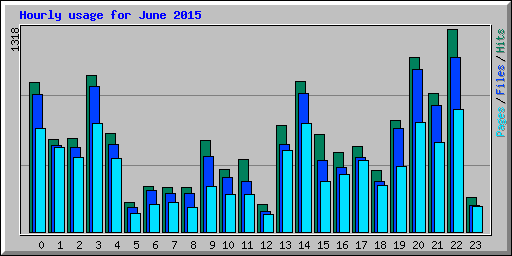 Hourly usage for June 2015
1318
Pages/Files/Hits
0 1 2 3 4 5 6 7 8 9 10 11 12 13 14 15 16 17 18 19 20 21 22 23